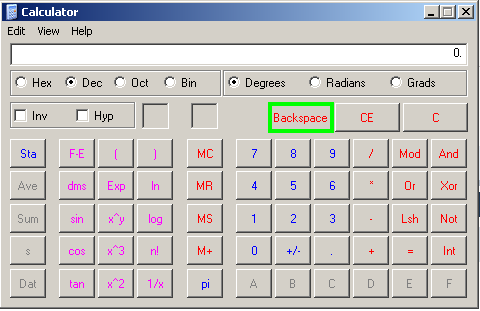 Calculator
Edit View Help
0.
Hex Dec Oct Bin Degrees Radians Grads
Inv Hyp Backspace CE C
Sta F-E ( ) MC 7 8 9 / Mod And
Ave dms Exp ln MR 4 5 6 * Or Xor
Sum sin x^y log MS 1 2 3 - Lsh Not
s cos x^3 n! M+ 0 +/- . + = Int
Dat tan x^2 1/x pi A B C D E F